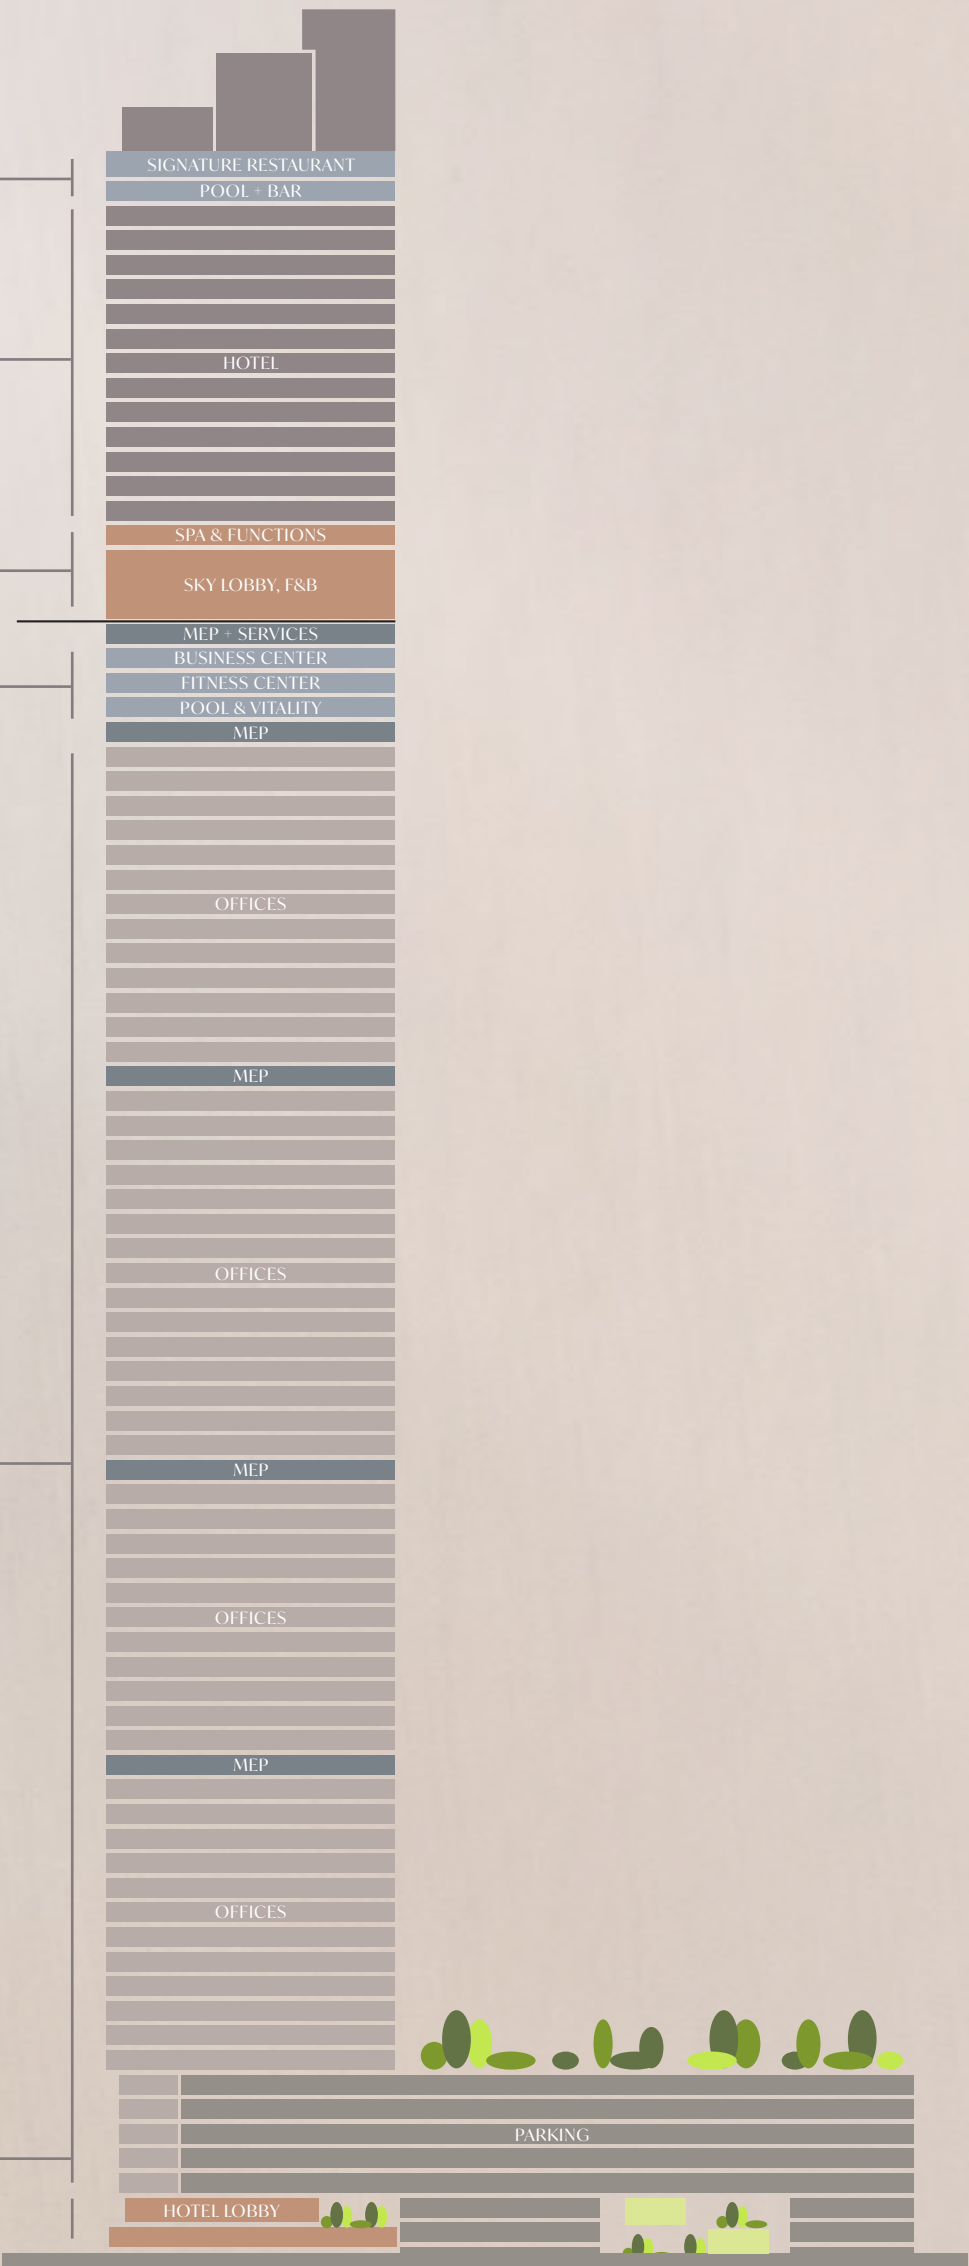 SIGNATURE RESTAURANT
POOL + BAR
HOTEL
SPA & FUNCTIONS
SKY LOBBY, F&B
MEP + SERVICES
BUSINESS CENTER
FITNESS CENTER
POOL & VITALITY
MEP
OFFICES
MEP
OFFICES
MEP
OFFICES
MEP
OFFICES
PARKING
HOTEL LOBBY